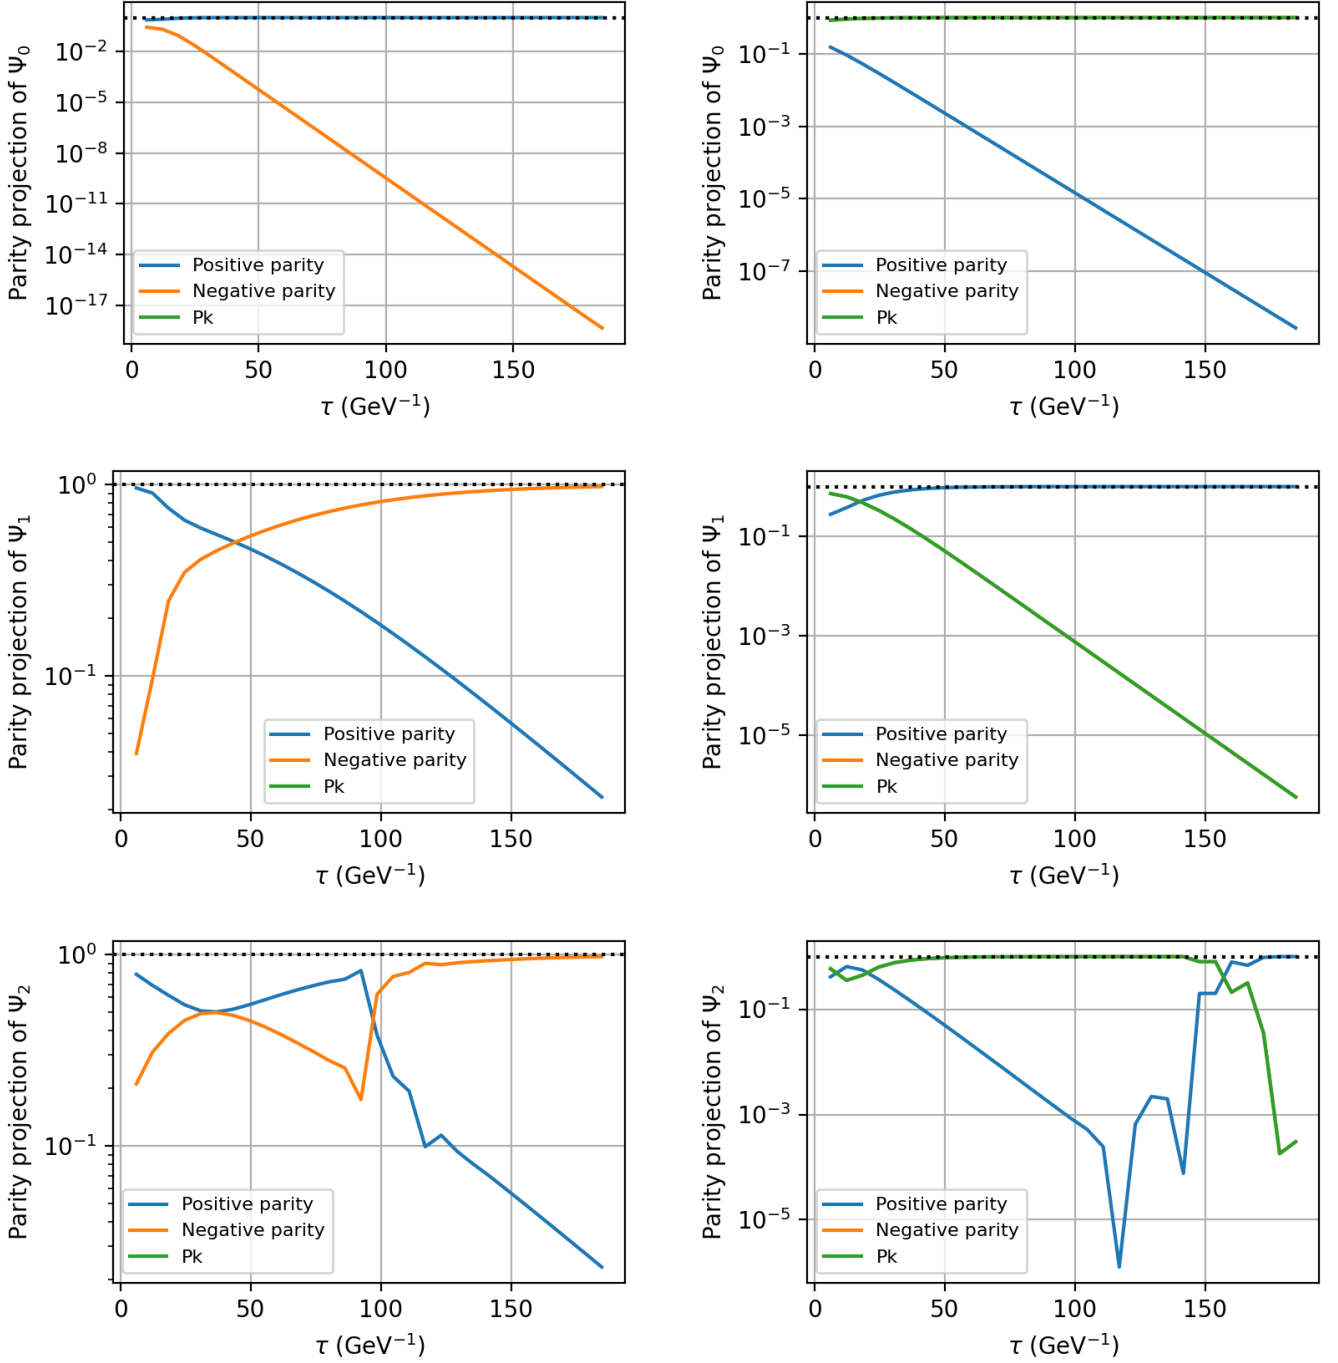 Parity projection of Ψ₀
10⁻²
10⁻⁵
10⁻⁸
10⁻¹¹
10⁻¹⁴
10⁻¹⁷
Positive parity
Negative parity
Pk
0 50 100 150
τ (GeV⁻¹)
Parity projection of Ψ₀
10⁻¹
10⁻³
10⁻⁵
10⁻⁷
Positive parity
Negative parity
Pk
0 50 100 150
τ (GeV⁻¹)
Parity projection of Ψ₁
10⁰
10⁻¹
Positive parity
Negative parity
Pk
0 50 100 150
τ (GeV⁻¹)
Parity projection of Ψ₁
10⁻¹
10⁻³
10⁻⁵
Positive parity
Negative parity
Pk
0 50 100 150
τ (GeV⁻¹)
Parity projection of Ψ₂
10⁰
10⁻¹
Positive parity
Negative parity
Pk
0 50 100 150
τ (GeV⁻¹)
Parity projection of Ψ₂
10⁻¹
10⁻³
10⁻⁵
Positive parity
Negative parity
Pk
0 50 100 150
τ (GeV⁻¹)